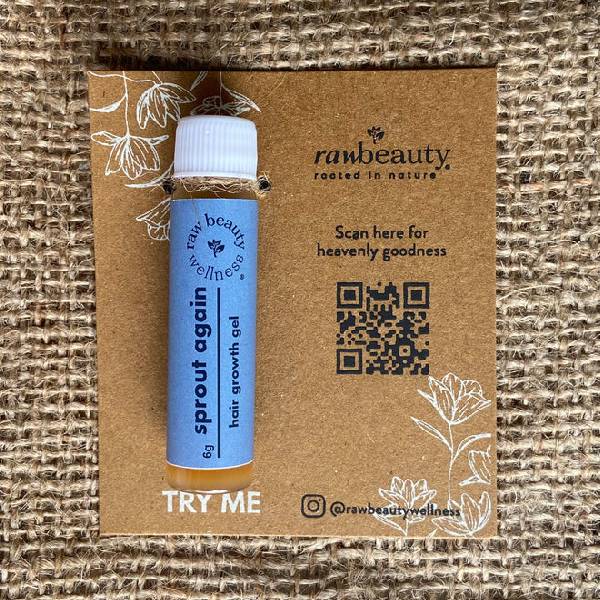 rawbeauty
rooted in nature
Scan here for
heavenly goodness
raw beauty
wellness®
sprout again
hair growth gel
6g
TRY ME
@rawbeautywellness